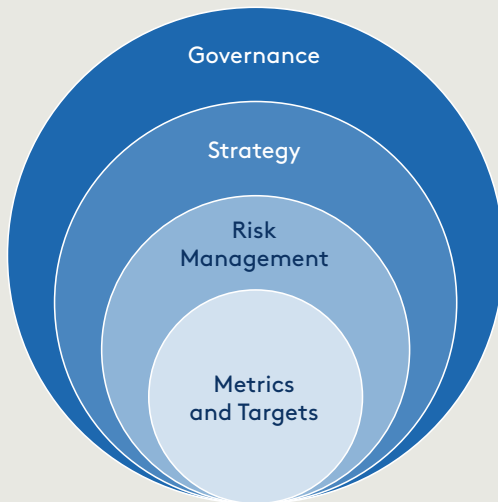 Governance
Strategy
Risk
Management
Metrics
and Targets